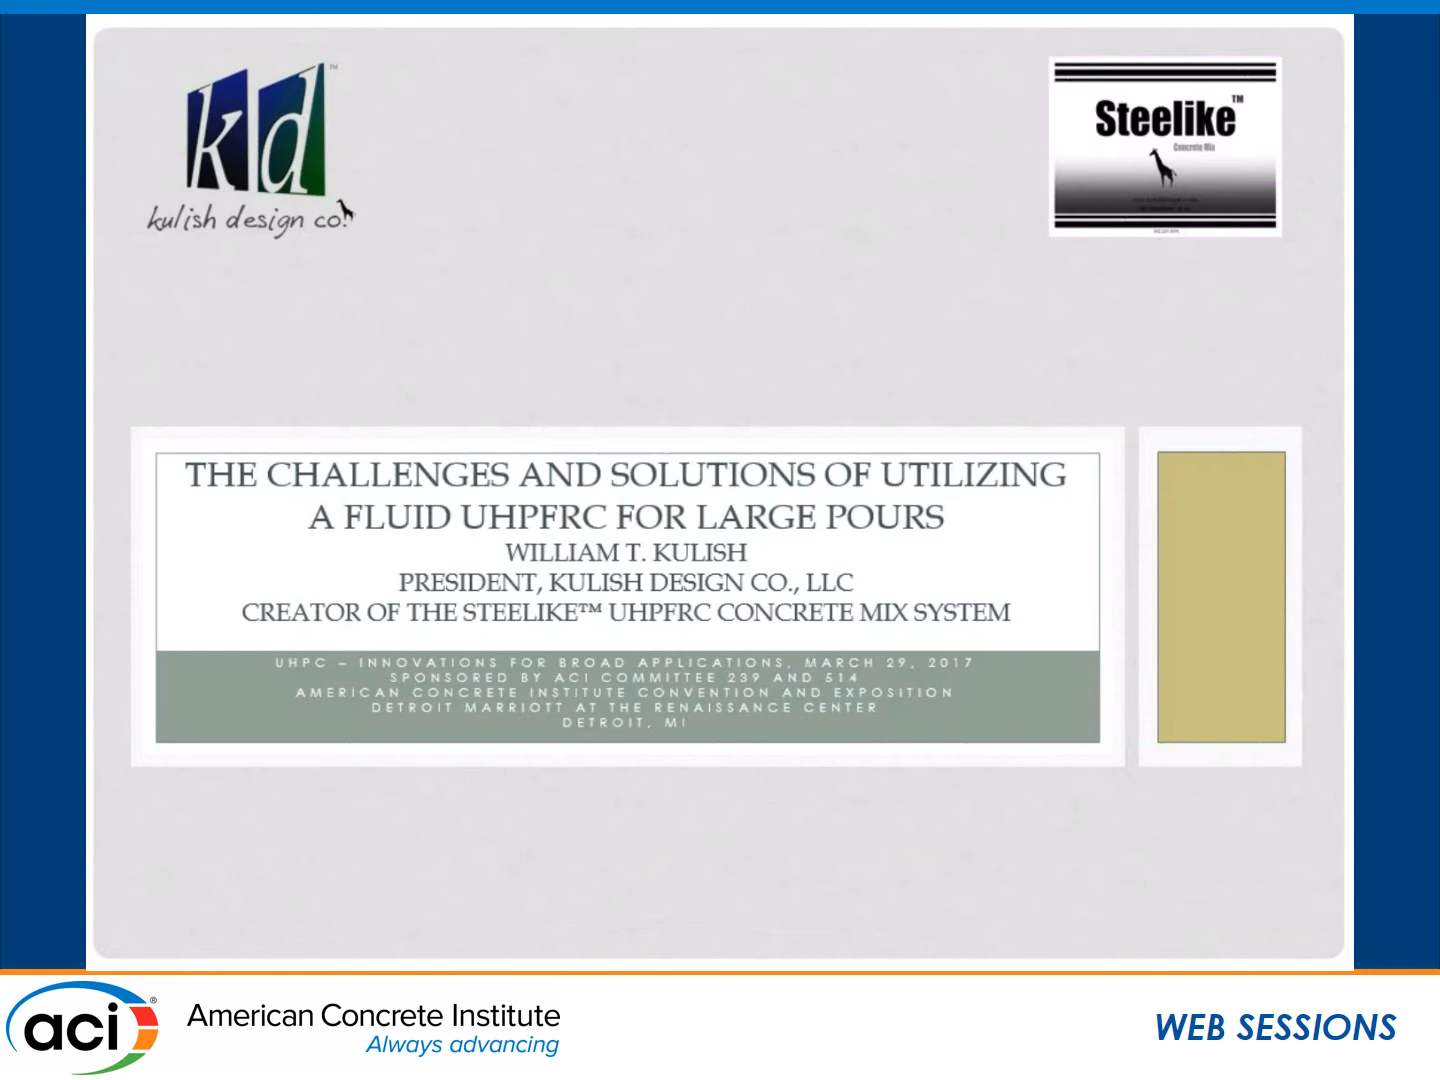 kd
TM
kulish design co.
Steelike™
Concrete Mix
THE CHALLENGES AND SOLUTIONS OF UTILIZING
A FLUID UHPFRC FOR LARGE POURS
WILLIAM T. KULISH
PRESIDENT, KULISH DESIGN CO., LLC
CREATOR OF THE STEELIKE™ UHPFRC CONCRETE MIX SYSTEM
UHPC – INNOVATIONS FOR BROAD APPLICATIONS, MARCH 29, 2017
SPONSORED BY ACI COMMITTEE 239 AND 514
AMERICAN CONCRETE INSTITUTE CONVENTION AND EXPOSITION
DETROIT MARRIOTT AT THE RENAISSANCE CENTER
DETROIT, MI
aci®
American Concrete Institute
Always advancing
WEB SESSIONS